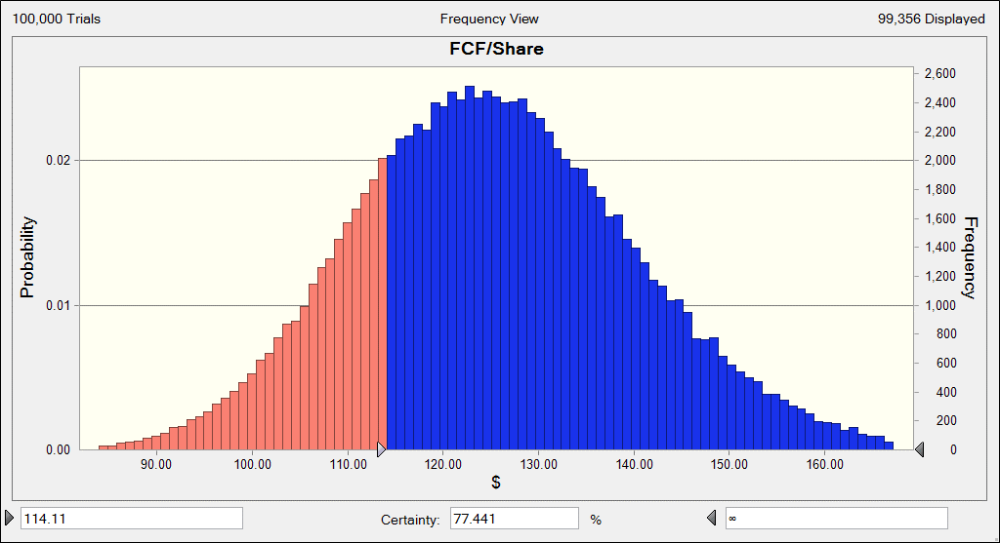 100,000 Trials
Frequency View
99,356 Displayed
FCF/Share
Probability
0.02
0.01
0.00
2,600
2,400
2,200
2,000
1,800
1,600
1,400
1,200
1,000
800
600
400
200
0
Frequency
90.00 100.00 110.00 120.00 130.00 140.00 150.00 160.00
$
114.11
Certainty: 77.441 %
∞